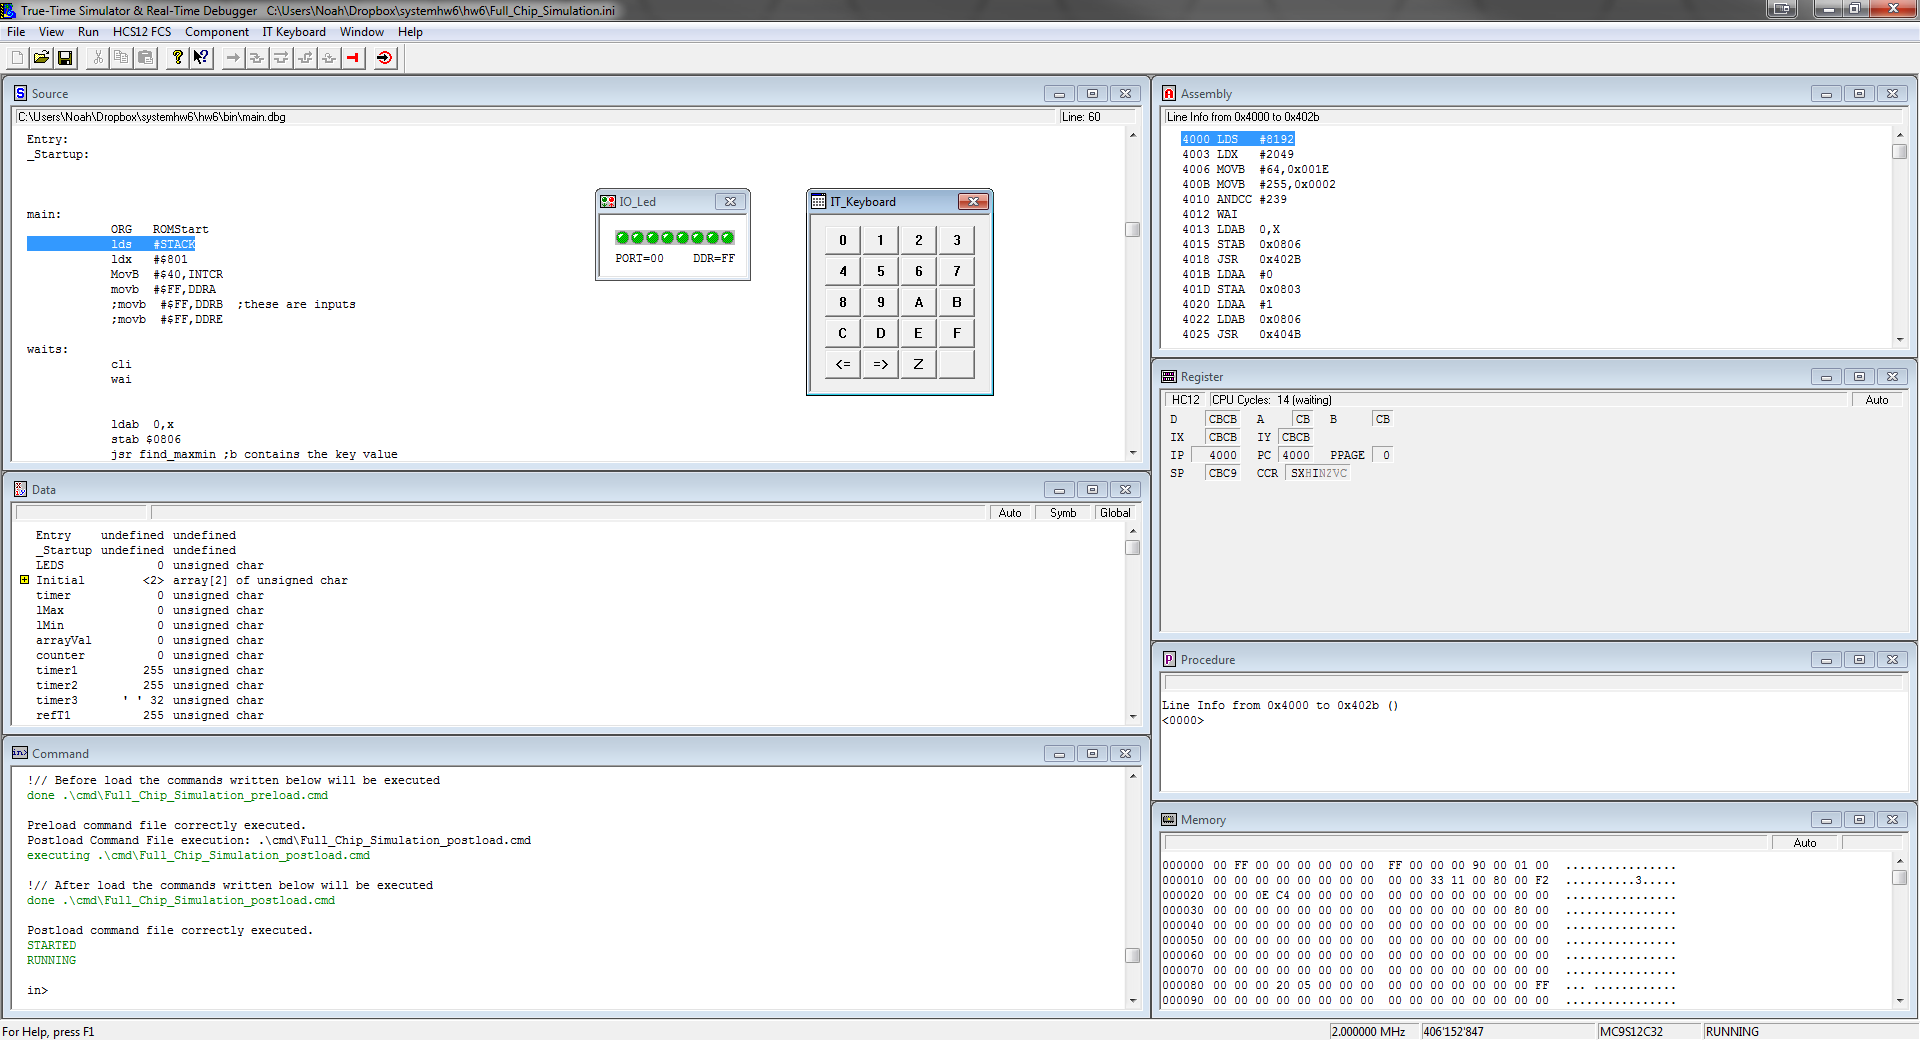 True-Time Simulator & Real-Time Debugger   C:\Users\Noah\Dropbox\systemhw6\hw6\Full_Chip_Simulation.ini
File View Run HCS12 FCS Component IT Keyboard Window Help
Source
C:\Users\Noah\Dropbox\systemhw6\hw6\bin\main.dbg Line: 60
Entry:
_Startup:
main:
ORG ROMStart
lds #STACK
ldx #$801
MovB #$40,INTCR
movb #$FF,DDRA
;movb #$FF,DDRB ;these are inputs
;movb #$FF,DDRE
waits:
cli
wai
ldab 0,x
stab $0806
jsr find_maxmin ;b contains the key value
IO_Led
PORT=00 DDR=FF
IT_Keyboard
0 1 2 3
4 5 6 7
8 9 A B
C D E F
<= => Z
Data
Auto Symb Global
Entry undefined undefined
_Startup undefined undefined
LEDS 0 unsigned char
Initial <2> array[2] of unsigned char
timer 0 unsigned char
lMax 0 unsigned char
lMin 0 unsigned char
arrayVal 0 unsigned char
counter 0 unsigned char
timer1 255 unsigned char
timer2 255 unsigned char
timer3 ' ' 32 unsigned char
refT1 255 unsigned char
Command
!// Before load the commands written below will be executed
done .\cmd\Full_Chip_Simulation_preload.cmd
Preload command file correctly executed.
Postload Command File execution: .\cmd\Full_Chip_Simulation_postload.cmd
executing .\cmd\Full_Chip_Simulation_postload.cmd
!// After load the commands written below will be executed
done .\cmd\Full_Chip_Simulation_postload.cmd
Postload command file correctly executed.
STARTED
RUNNING
in>
Assembly
Line Info from 0x4000 to 0x402b
4000 LDS #8192
4003 LDX #2049
4006 MOVB #64,0x001E
400B MOVB #255,0x0002
4010 ANDCC #239
4012 WAI
4013 LDAB 0,X
4015 STAB 0x0806
4018 JSR 0x402B
401B LDAA #0
401D STAA 0x0803
4020 LDAA #1
4022 LDAB 0x0806
4025 JSR 0x404B
Register
HC12 CPU Cycles: 14 (waiting) Auto
D CBCB A CB B CB
IX CBCB IY CBCB
IP 4000 PC 4000 PPAGE 0
SP CBC9 CCR SXHINZVC
Procedure
Line Info from 0x4000 to 0x402b ()
<0000>
Memory
Auto
000000 00 FF 00 00 00 00 00 00 FF 00 00 00 90 00 01 00 ................
000010 00 00 00 00 00 00 00 00 00 00 33 11 00 80 00 F2 ..........3.....
000020 00 00 0E C4 00 00 00 00 00 00 00 00 00 00 00 00 ................
000030 00 00 00 00 00 00 00 00 00 00 00 00 00 00 80 00 ................
000040 00 00 00 00 00 00 00 00 00 00 00 00 00 00 00 00 ................
000050 00 00 00 00 00 00 00 00 00 00 00 00 00 00 00 00 ................
000060 00 00 00 00 00 00 00 00 00 00 00 00 00 00 00 00 ................
000070 00 00 00 00 00 00 00 00 00 00 00 00 00 00 00 00 ................
000080 00 00 00 20 05 00 00 00 00 00 00 00 00 00 00 FF ... ............
000090 00 00 00 00 00 00 00 00 00 00 00 00 00 00 00 00 ................
For Help, press F1 2.000000 MHz 406'152'847 MC9S12C32 RUNNING